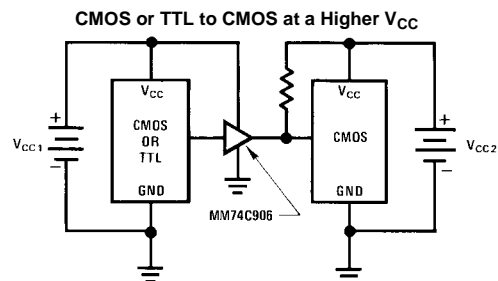 CMOS or TTL to CMOS at a Higher VCC
VCC
CMOS
OR
TTL
GND
+
VCC1
−
MM74C906
VCC
CMOS
GND
+
VCC2
−